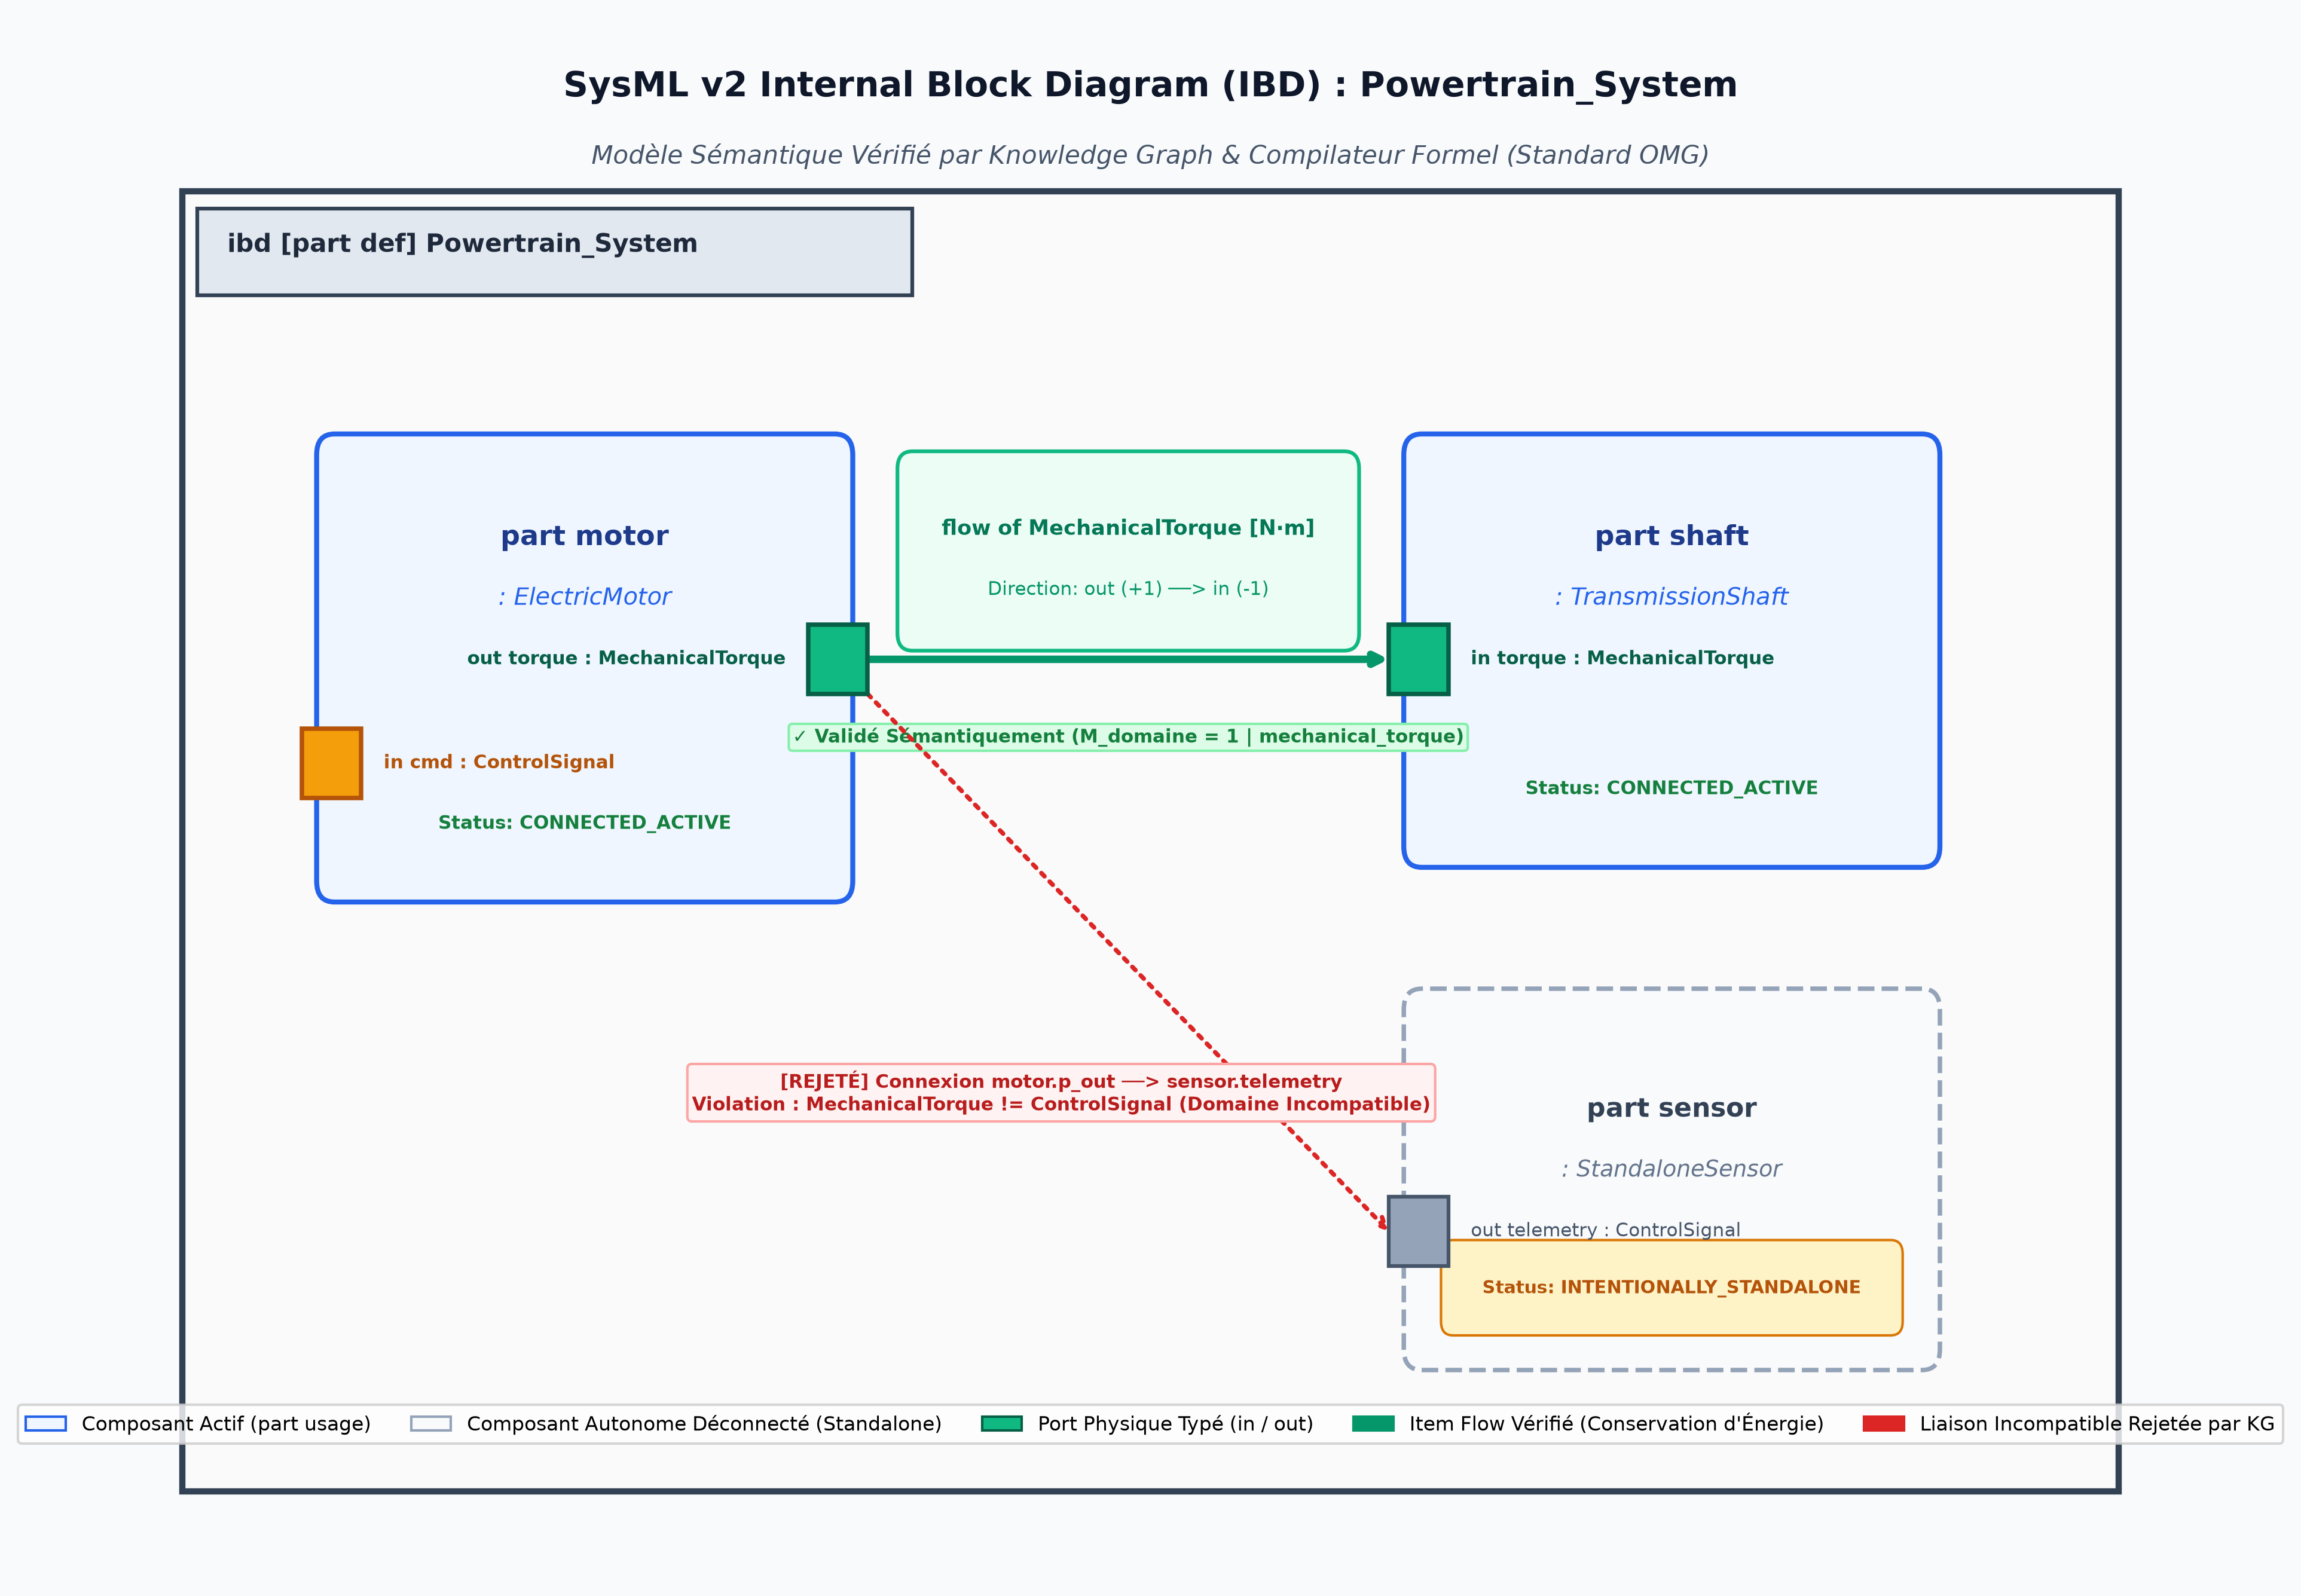 SysML v2 Internal Block Diagram (IBD) : Powertrain_System
Modèle Sémantique Vérifié par Knowledge Graph & Compilateur Formel (Standard OMG)
ibd [part def] Powertrain_System
part motor
: ElectricMotor
out torque : MechanicalTorque
in cmd : ControlSignal
Status: CONNECTED_ACTIVE
flow of MechanicalTorque [N·m]
Direction: out (+1) ──> in (-1)
✓ Validé Sémantiquement (M_domaine = 1 | mechanical_torque)
part shaft
: TransmissionShaft
in torque : MechanicalTorque
Status: CONNECTED_ACTIVE
[REJETÉ] Connexion motor.p_out ──> sensor.telemetry
Violation : MechanicalTorque != ControlSignal (Domaine Incompatible)
part sensor
: StandaloneSensor
out telemetry : ControlSignal
Status: INTENTIONALLY_STANDALONE
Composant Actif (part usage)
Composant Autonome Déconnecté (Standalone)
Port Physique Typé (in / out)
Item Flow Vérifié (Conservation d'Énergie)
Liaison Incompatible Rejetée par KG